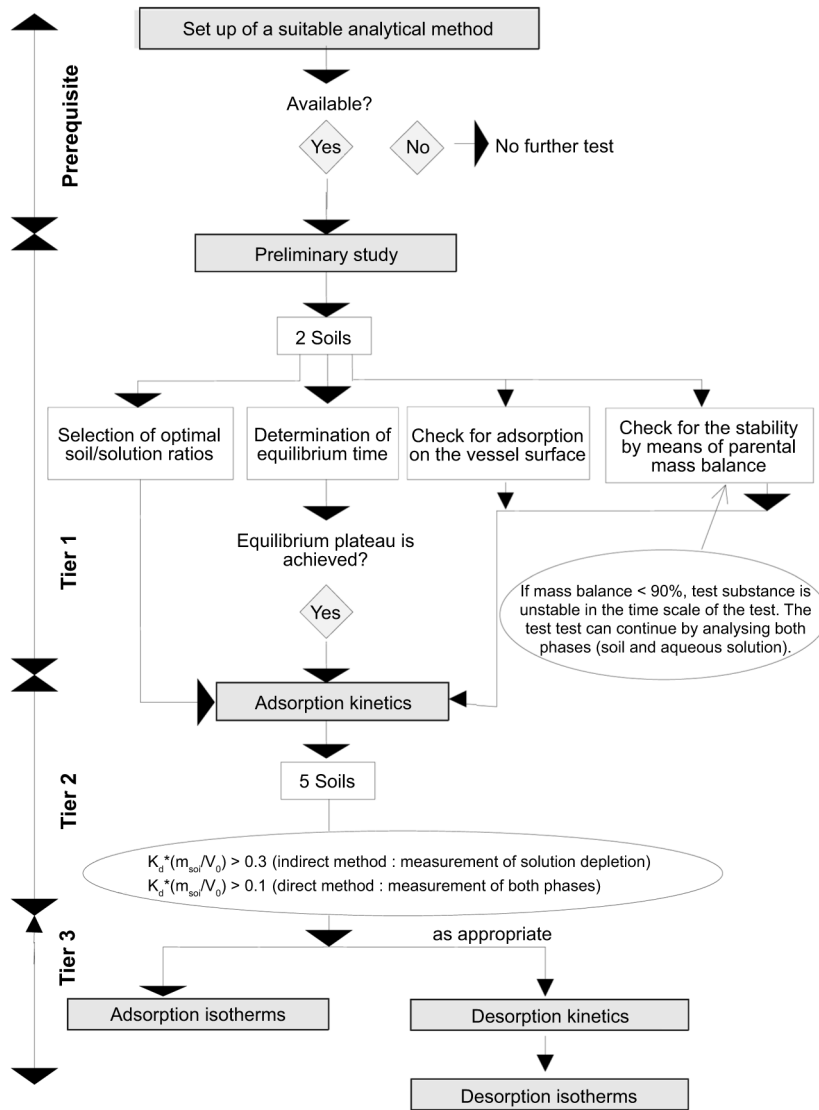 Set up of a suitable analytical method
Available?
Yes
No
No further test
Prerequisite
Preliminary study
2 Soils
Selection of optimal
soil/solution ratios
Determination of
equilibrium time
Check for adsorption
on the vessel surface
Check for the stability
by means of parental
mass balance
Tier 1
Equilibrium plateau is
achieved?
Yes
If mass balance < 90%, test substance is
unstable in the time scale of the test. The
test test can continue by analysing both
phases (soil and aqueous solution).
Adsorption kinetics
Tier 2
5 Soils
K_d*(m_soi/V_0) > 0.3 (indirect method : measurement of solution depletion)
K_d*(m_soi/V_0) > 0.1 (direct method : measurement of both phases)
Tier 3
as appropriate
Adsorption isotherms
Desorption kinetics
Desorption isotherms